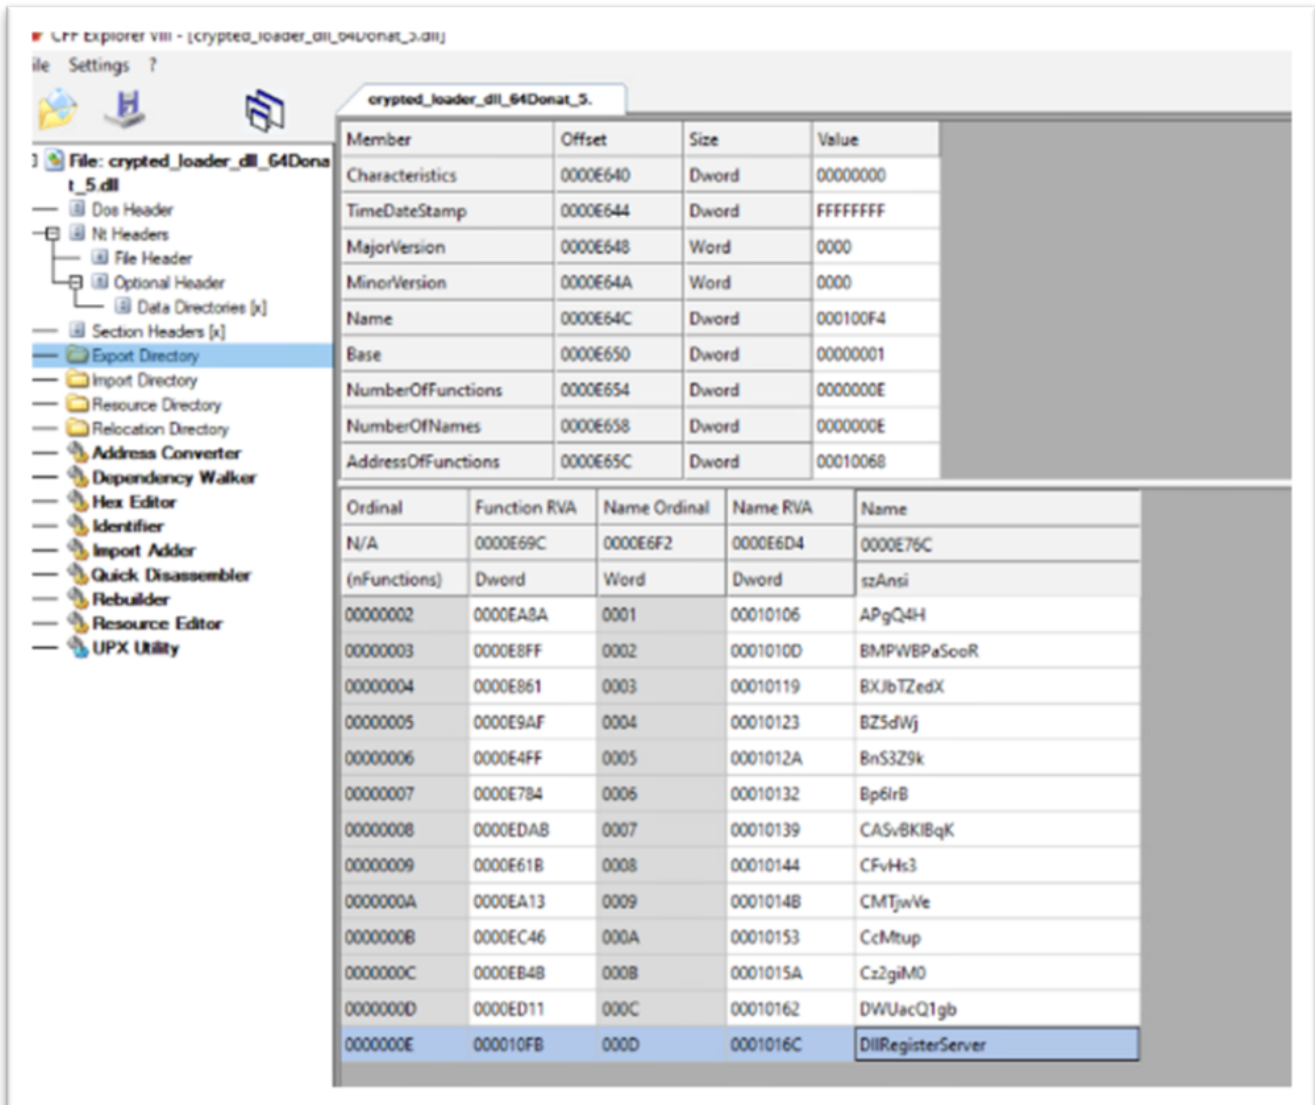 CFF Explorer VIII - [crypted_loader_dll_64Donat_5.dll]
ile Settings ?
crypted_loader_dll_64Donat_5.
File: crypted_loader_dll_64Dona
t_5.dll
Dos Header
Nt Headers
File Header
Optional Header
Data Directories [x]
Section Headers [x]
Export Directory
Import Directory
Resource Directory
Relocation Directory
Address Converter
Dependency Walker
Hex Editor
Identifier
Import Adder
Quick Disassembler
Rebuilder
Resource Editor
UPX Utility
Member Offset Size Value
Characteristics 0000E640 Dword 00000000
TimeDateStamp 0000E644 Dword FFFFFFFF
MajorVersion 0000E648 Word 0000
MinorVersion 0000E64A Word 0000
Name 0000E64C Dword 000100F4
Base 0000E650 Dword 00000001
NumberOfFunctions 0000E654 Dword 0000000E
NumberOfNames 0000E658 Dword 0000000E
AddressOfFunctions 0000E65C Dword 00010068
Ordinal Function RVA Name Ordinal Name RVA Name
N/A 0000E69C 0000E6F2 0000E6D4 0000E76C
(nFunctions) Dword Word Dword szAnsi
00000002 0000EA8A 0001 00010106 APgQ4H
00000003 0000E8FF 0002 0001010D BMPWBPaSooR
00000004 0000E861 0003 00010119 BXJbTZedX
00000005 0000E9AF 0004 00010123 BZ5dWj
00000006 0000E4FF 0005 0001012A BnS3Z9k
00000007 0000E784 0006 00010132 Bp6IrB
00000008 0000EDAB 0007 00010139 CASvBKIBqK
00000009 0000E61B 0008 00010144 CFvHs3
0000000A 0000EA13 0009 0001014B CMTjwVe
0000000B 0000EC46 000A 00010153 CcMtup
0000000C 0000EB4B 000B 0001015A Cz2giM0
0000000D 0000ED11 000C 00010162 DWUacQ1gb
0000000E 000010FB 000D 0001016C DllRegisterServer